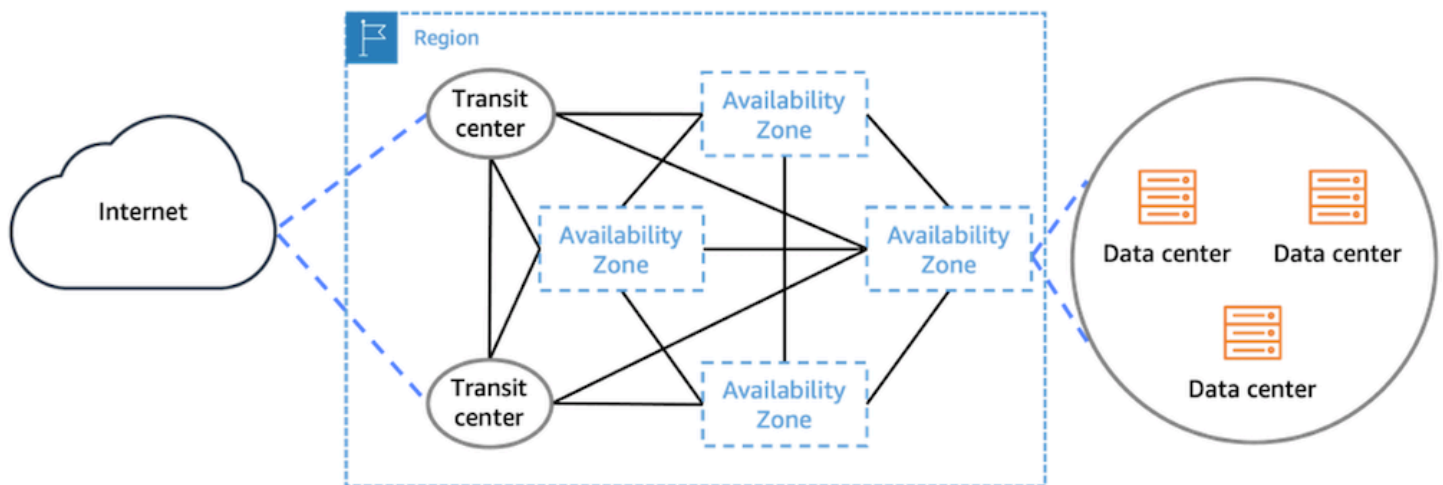 Region
Transit
center
Availability
Zone
Internet
Availability
Zone
Availability
Zone
Data center
Data center
Transit
center
Availability
Zone
Data center